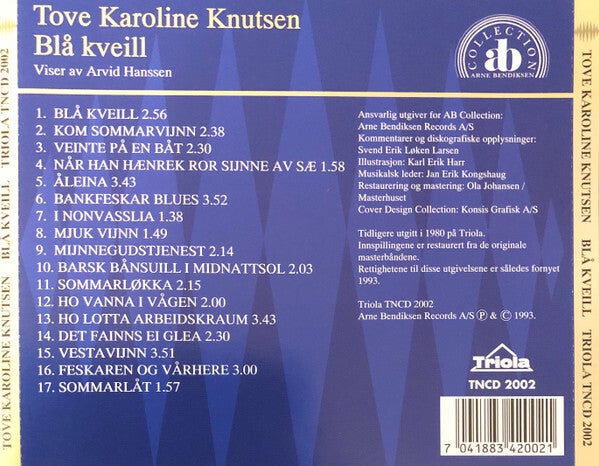 Tove Karoline Knutsen
Blå kveill
Viser av Arvid Hanssen
COLLECTION
ab
ARNE BENDIKSEN
1. BLÅ KVEILL 2.56
2. KOM SOMMARVIJNN 2.38
3. VEINTE PÅ EN BÅT 2.30
4. NÅR HAN HÆNREK ROR SIJNNE AV SÆ 1.58
5. ÅLEINA 3.43
6. BANKFESKAR BLUES 3.52
7. I NONVASSLIA 1.38
8. MJUK VIJNN 1.49
9. MIJNNEGUDSTJENEST 2.14
10. BARSK BÅNSUILL I MIDNATTSOL 2.03
11. SOMMARLØKKA 2.15
12. HO VANNA I VÅGEN 2.00
13. HO LOTTA ARBEIDSKRAUM 3.43
14. DET FAINNS EI GLEA 2.30
15. VESTAVIJNN 3.51
16. FESKAREN OG VÅRHERE 3.00
17. SOMMARLÅT 1.57
Ansvarlig utgiver for AB Collection:
Arne Bendiksen Records A/S
Kommentarer og diskografiske opplysninger:
Svend Erik Løken Larsen
Illustrasjon: Karl Erik Harr
Musikalsk leder: Jan Erik Kongshaug
Restaurering og mastering: Ola Johansen /
Masterhuset
Cover Design Collection: Konsis Grafisk A/S
Tidligere utgitt i 1980 på Triola.
Innspillingene er restaurert fra de originale
masterbåndene.
Rettighetene til disse utgivelsene er således fornyet
1993.
Triola TNCD 2002
Arne Bendiksen Records A/S Ⓟ & © 1993.
Triola
TNCD 2002
7 041883 420021
TOVE KAROLINE KNUTSEN BLÅ KVEILL TRIOLA TNCD 2002
TOVE KAROLINE KNUTSEN BLÅ KVEILL TRIOLA TNCD 2002